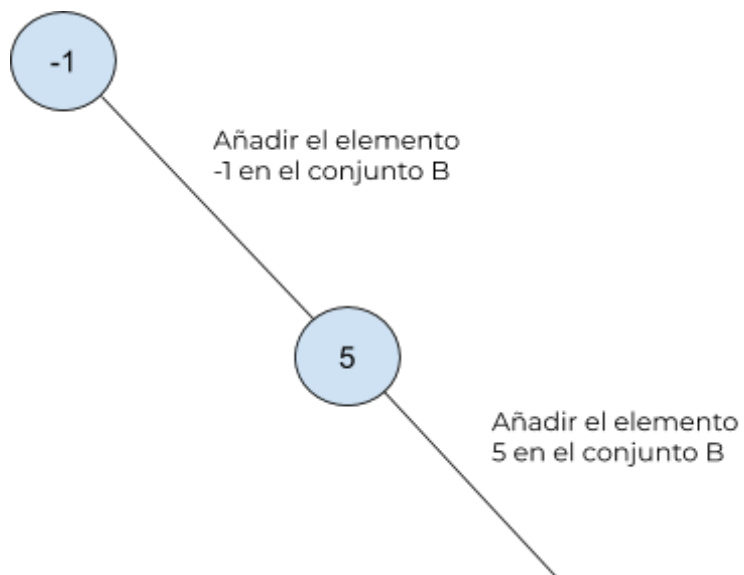 -1
Añadir el elemento
-1 en el conjunto B
5
Añadir el elemento
5 en el conjunto B